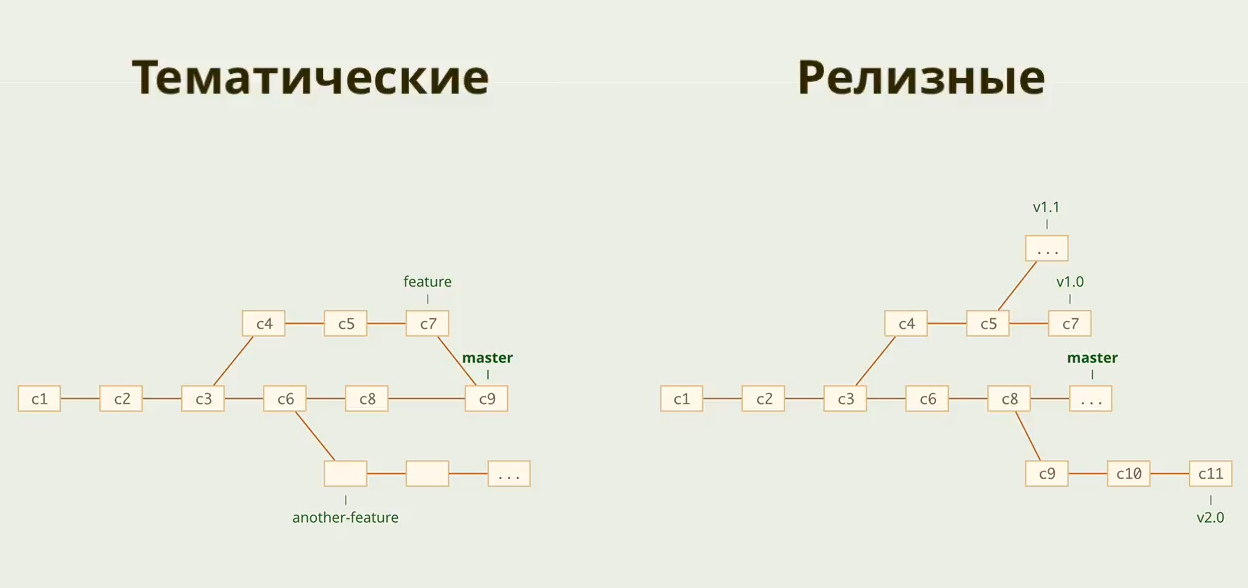 Тематические
feature
c4 c5 c7
master
c1 c2 c3 c6 c8 c9
...
another-feature
Релизные
v1.1
...
v1.0
c4 c5 c7
master
c1 c2 c3 c6 c8 ...
c9 c10 c11
v2.0